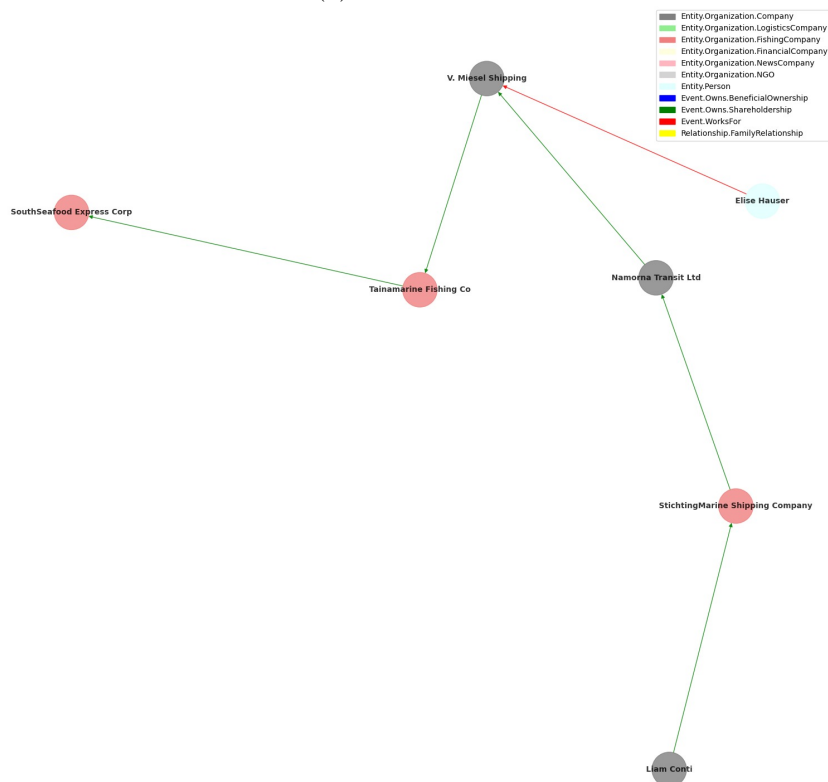 Entity.Organization.Company
Entity.Organization.LogisticsCompany
Entity.Organization.FishingCompany
Entity.Organization.FinancialCompany
Entity.Organization.NewsCompany
Entity.Organization.NGO
Entity.Person
Event.Owns.BeneficialOwnership
Event.Owns.Shareholdership
Event.WorksFor
Relationship.FamilyRelationship
V. Miesel Shipping
Elise Hauser
SouthSeafood Express Corp
Namorna Transit Ltd
Tainamarine Fishing Co
StichtingMarine Shipping Company
Liam Conti